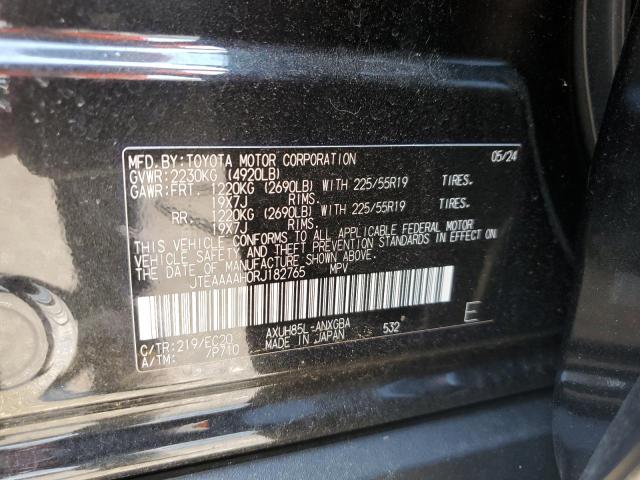 MFD.BY:TOYOTA MOTOR CORPORATION 05/24
GVWR:2230KG (4920LB)
GAWR:FRT. 1220KG (2690LB) WITH 225/55R19 TIRES.
19X7J RIMS.
RR. 1220KG (2690LB) WITH 225/55R19 TIRES.
19X7J RIMS.
THIS VEHICLE CONFORMS TO ALL APPLICABLE FEDERAL MOTOR
VEHICLE SAFETY AND THEFT PREVENTION STANDARDS IN EFFECT ON
THE DATE OF MANUFACTURE SHOWN ABOVE.
JTEAAAAH0RJ182765 MPV
C/TR:219/EC20 AXUH85L-ANXGBA 532 E
A/TM: /P710 MADE IN JAPAN